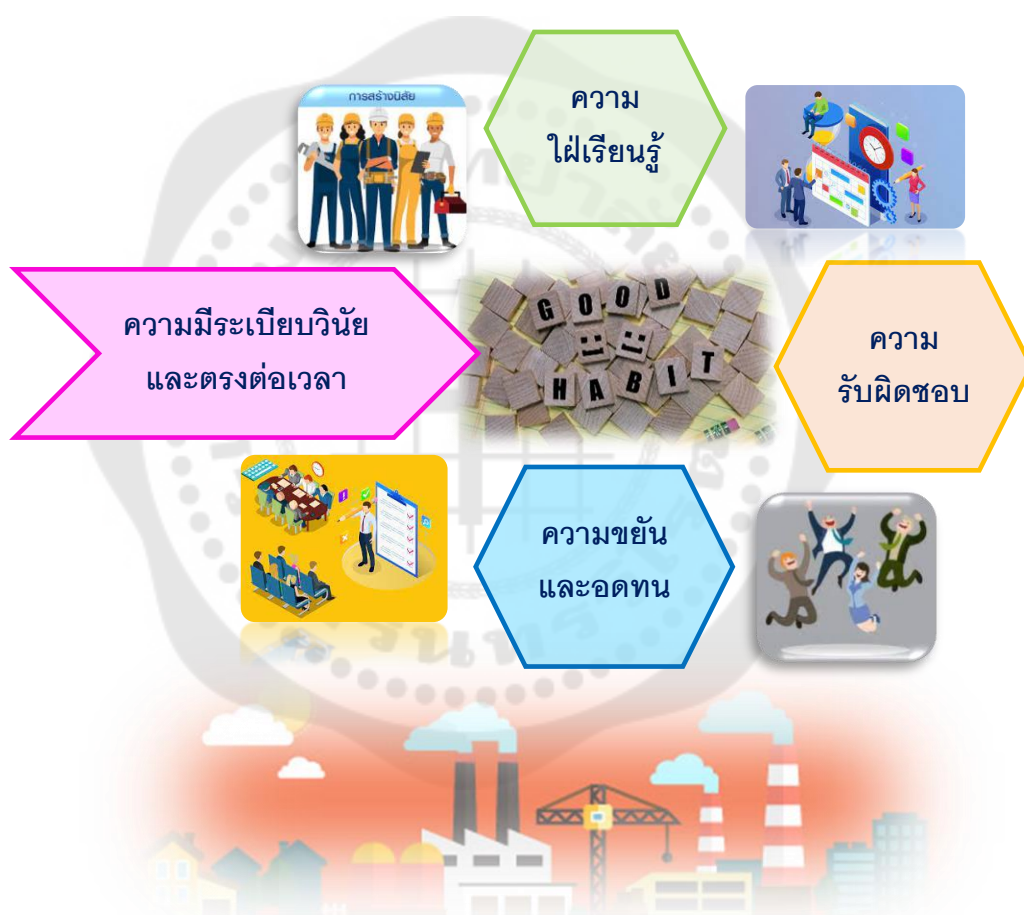 การสร้างนิสัย
ความ
ใฝ่เรียนรู้
ความมีระเบียบวินัย
และตรงต่อเวลา
GOOD
HABIT
ความ
รับผิดชอบ
ความขยัน
และอดทน